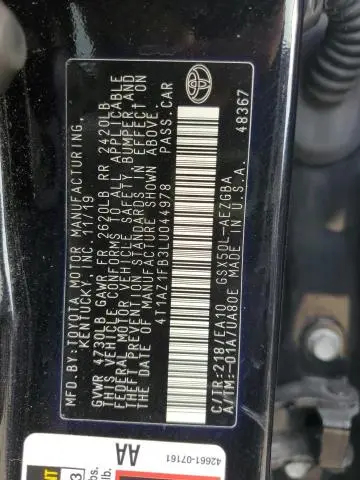 MFD.BY:TOYOTA MOTOR MANUFACTURING,
KENTUCKY, INC. 11/19
GVWR 4730LB GAWR FR 2620LB RR 2420LB
THIS VEHICLE CONFORMS TO ALL APPLICABLE
FEDERAL MOTOR VEHICLE SAFETY, BUMPER AND
THEFT PREVENTION STANDARDS IN EFFECT ON
THE DATE OF MANUFACTURE SHOWN ABOVE.
4T1AZ1FB3LU044978 PASS.CAR
C/TR:218/EA10 GSX50L-AEZGBA
A/TM:-01A/UA80E MADE IN U.S.A.
48367
42661-07161
AA